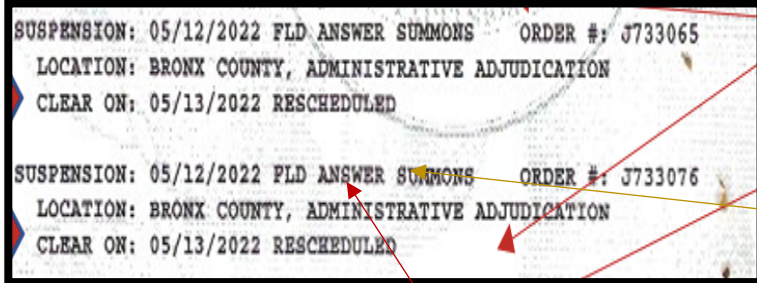 SUSPENSION: 05/12/2022 FLD ANSWER SUMMONS ORDER #: J733065
LOCATION: BRONX COUNTY, ADMINISTRATIVE ADJUDICATION
CLEAR ON: 05/13/2022 RESCHEDULED
SUSPENSION: 05/12/2022 FLD ANSWER SUMMONS ORDER #: J733076
LOCATION: BRONX COUNTY, ADMINISTRATIVE ADJUDICATION
CLEAR ON: 05/13/2022 RESCHEDULED